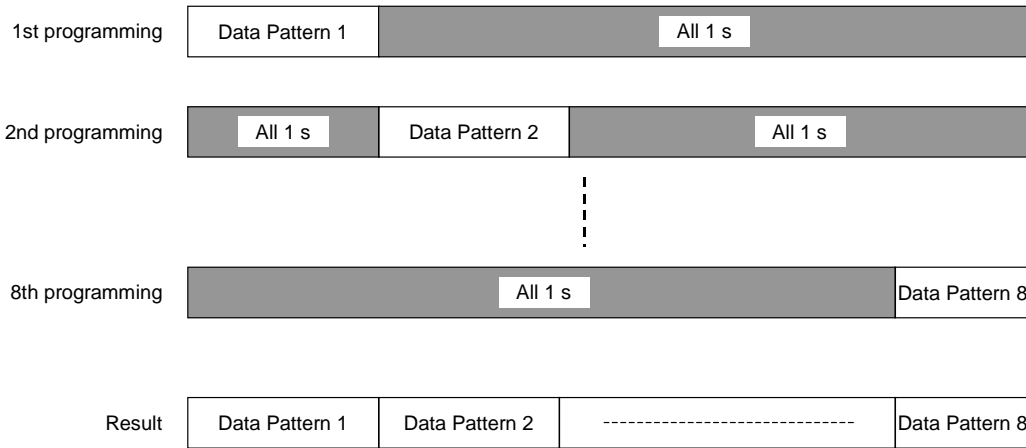 1st programming Data Pattern 1 All 1 s
2nd programming All 1 s Data Pattern 2 All 1 s
8th programming All 1 s Data Pattern 8
Result Data Pattern 1 Data Pattern 2 Data Pattern 8